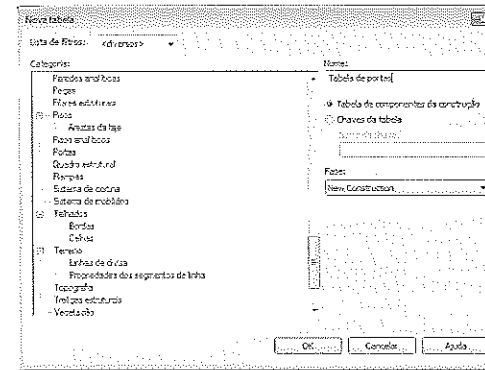 Nova tabela
Lista de filtros: <diversos>
Categoria:
Paredes analíticas
Peças
Pilares estruturais
Pisos
Arestas da laje
Pisos analíticos
Portas
Quadro estrutural
Rampas
Sistema de cortina
Sistema de mobiliário
Telhados
Bordas
Calhas
Terreno
Linhas de divisa
Propriedades dos segmentos de linha
Topografia
Treliças estruturais
Vegetação
Nome:
Tabela de portas
Tabela de componentes da construção
Chaves da tabela
Fase:
New Construction
OK
Cancelar
Ajuda